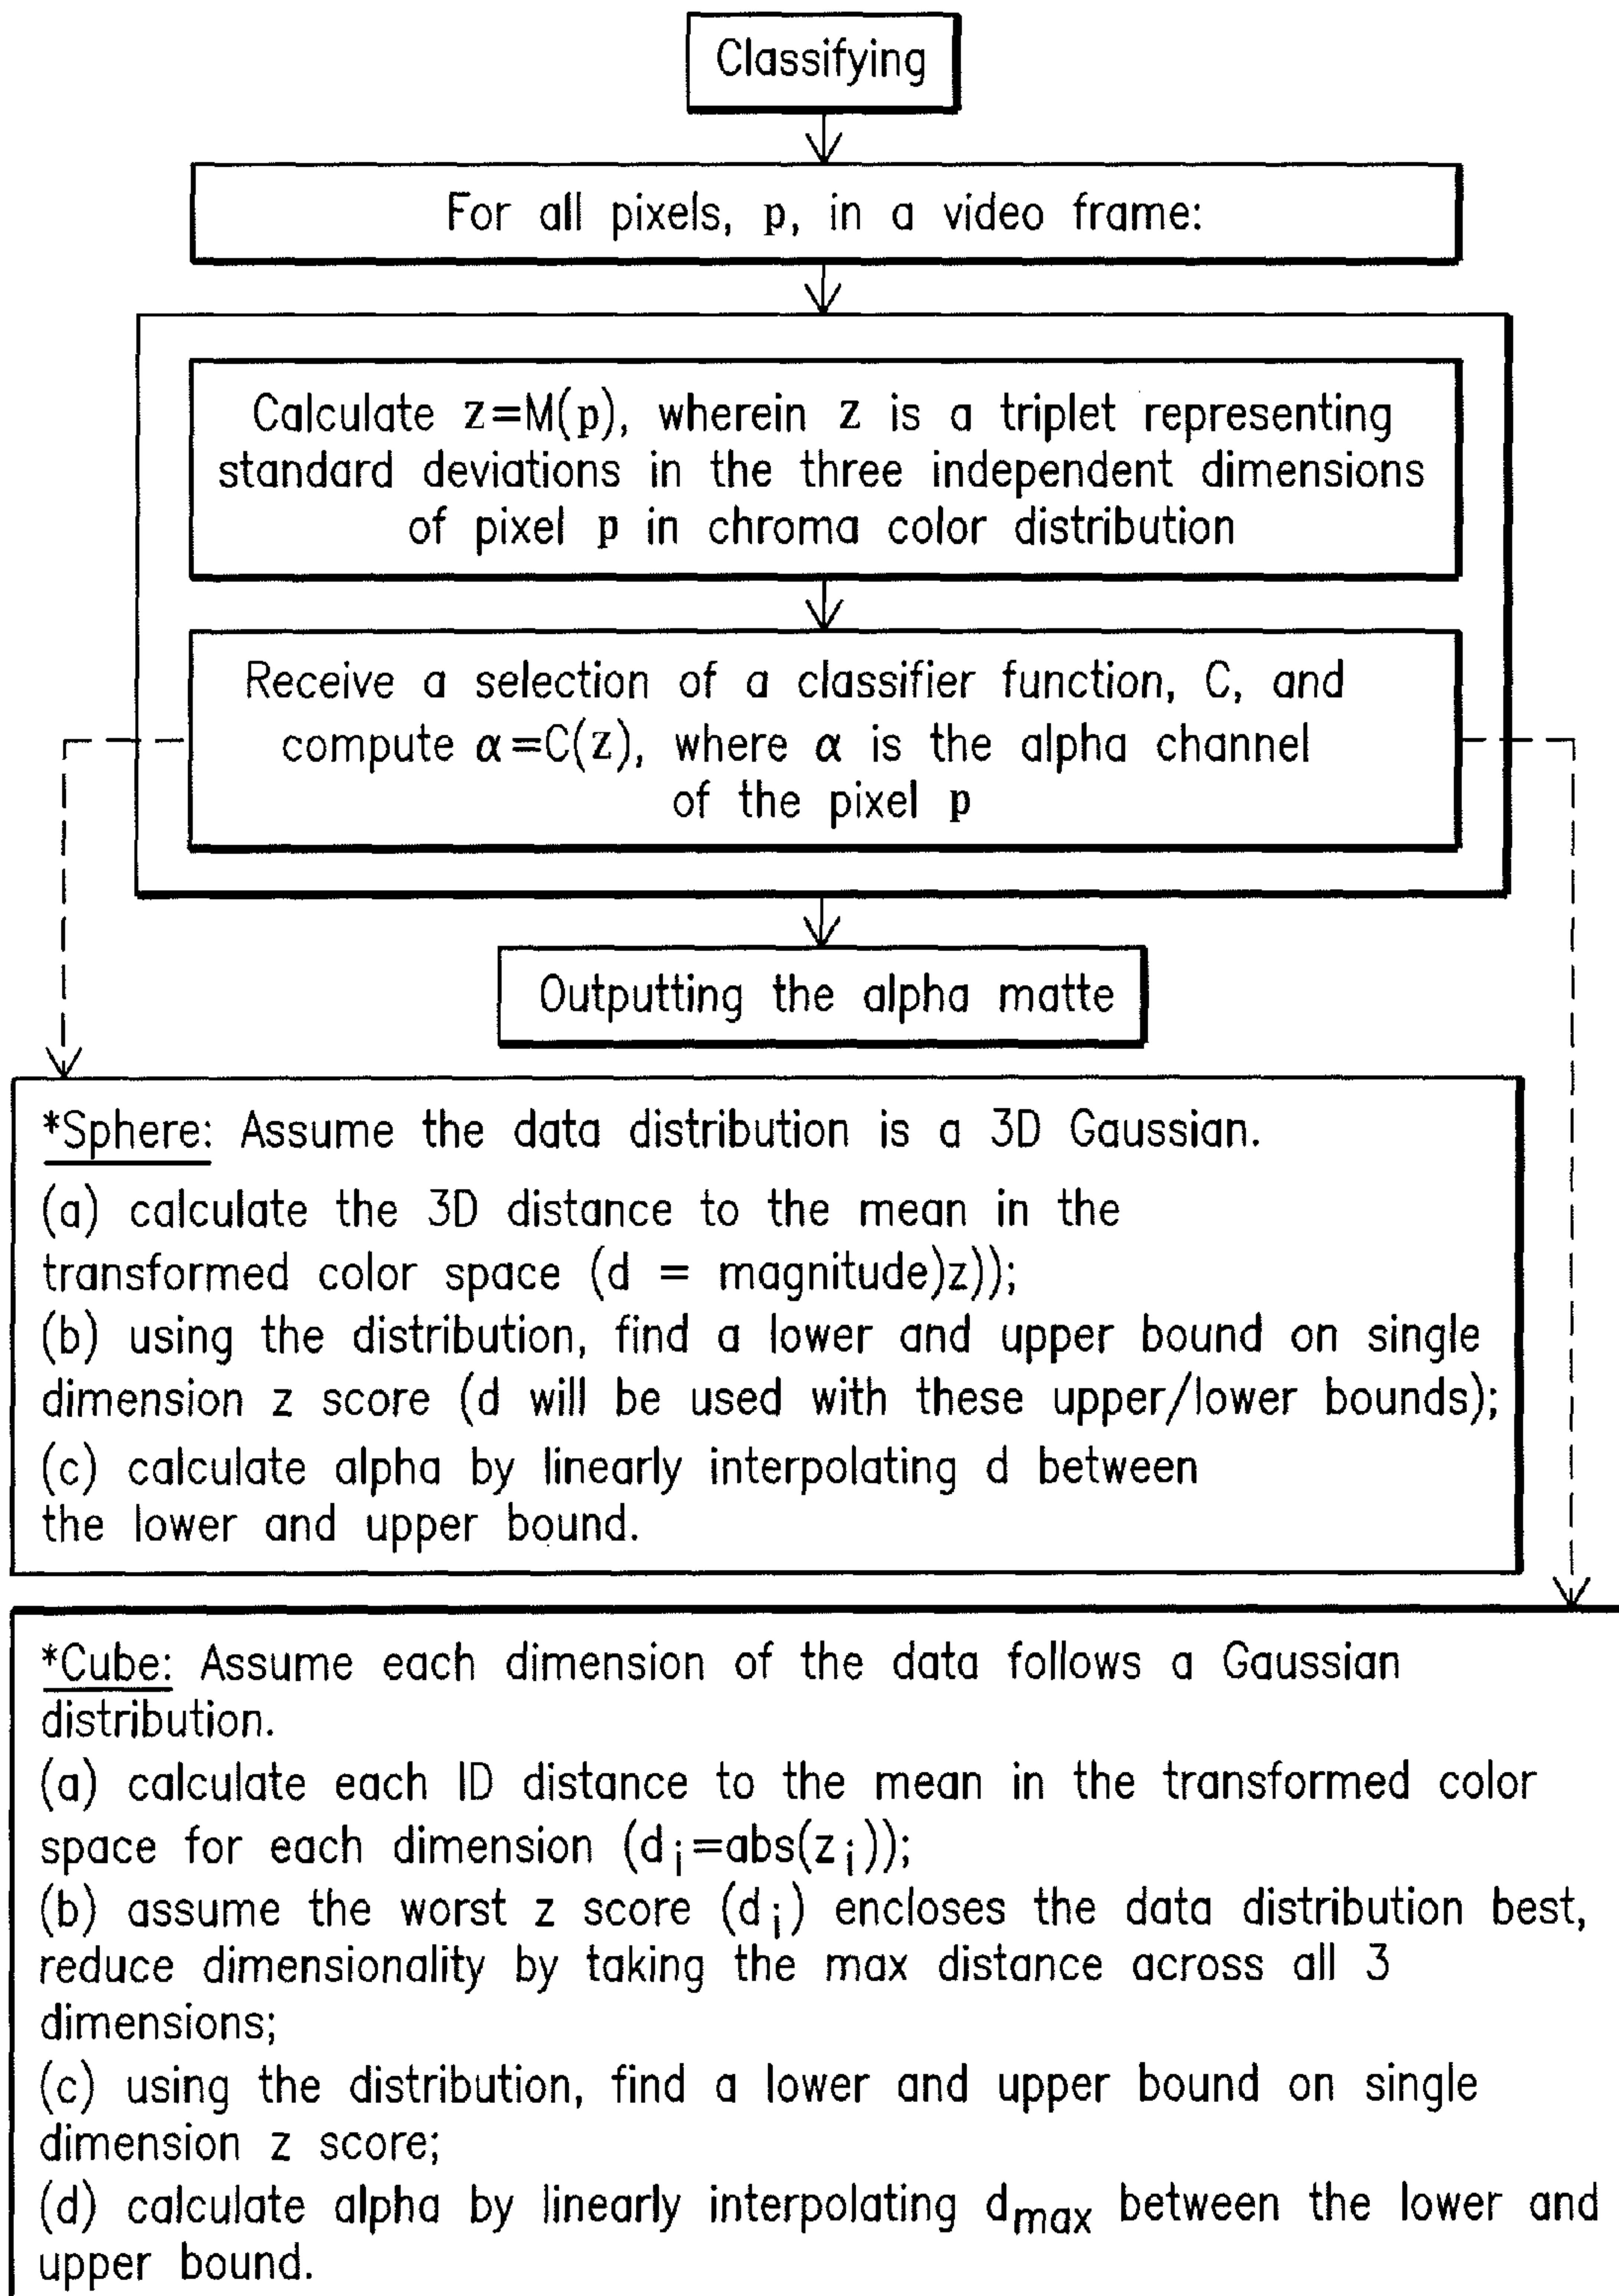 Classifying
For all pixels, p, in a video frame:
Calculate z=M(p), wherein z is a triplet representing
standard deviations in the three independent dimensions
of pixel p in chroma color distribution
Receive a selection of a classifier function, C, and
compute α=C(z), where α is the alpha channel
of the pixel p
Outputting the alpha matte
*Sphere: Assume the data distribution is a 3D Gaussian.
(a) calculate the 3D distance to the mean in the
transformed color space (d = magnitude)z));
(b) using the distribution, find a lower and upper bound on single
dimension z score (d will be used with these upper/lower bounds);
(c) calculate alpha by linearly interpolating d between
the lower and upper bound.
*Cube: Assume each dimension of the data follows a Gaussian
distribution.
(a) calculate each ID distance to the mean in the transformed color
space for each dimension (di=abs(zi));
(b) assume the worst z score (di) encloses the data distribution best,
reduce dimensionality by taking the max distance across all 3
dimensions;
(c) using the distribution, find a lower and upper bound on single
dimension z score;
(d) calculate alpha by linearly interpolating dmax between the lower and
upper bound.